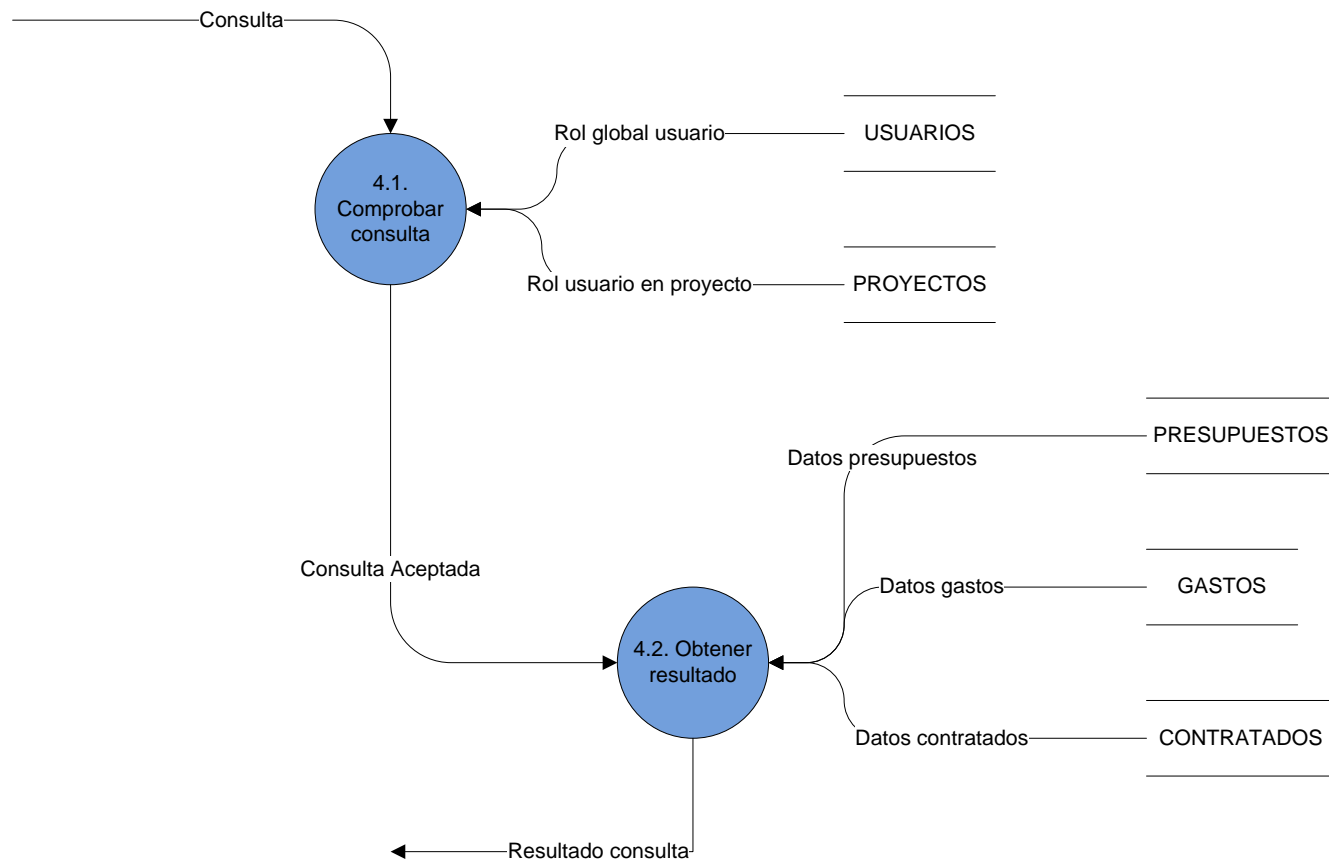 Consulta
Rol global usuario
USUARIOS
4.1.
Comprobar
consulta
Rol usuario en proyecto
PROYECTOS
PRESUPUESTOS
Datos presupuestos
Consulta Aceptada
Datos gastos
GASTOS
4.2. Obtener
resultado
Datos contratados
CONTRATADOS
Resultado consulta